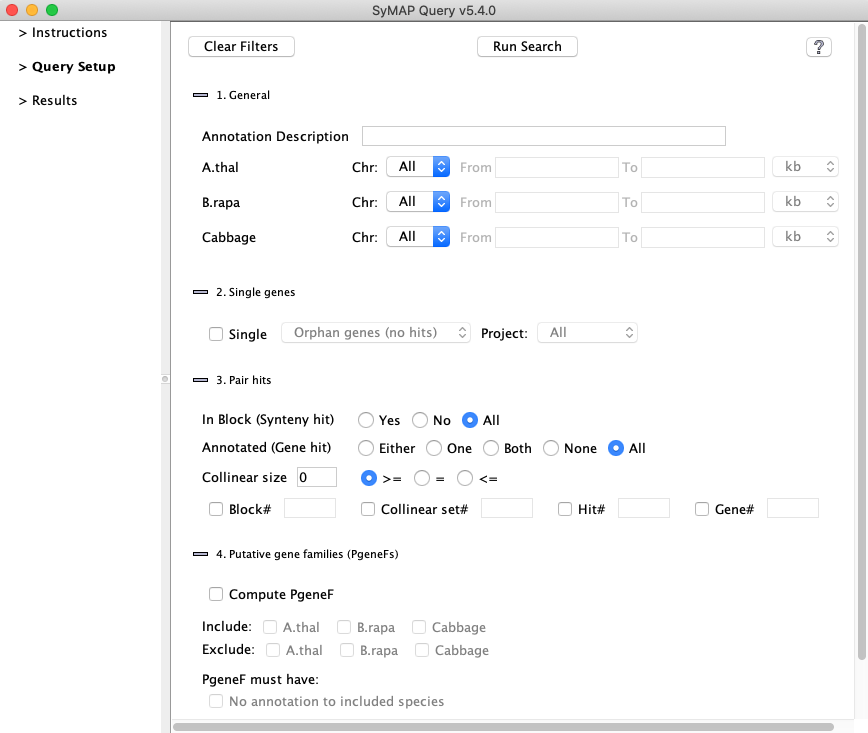 SyMAP Query v5.4.0
> Instructions
> Query Setup
> Results
Clear Filters Run Search ?
1. General
Annotation Description
A.thal Chr: All From To kb
B.rapa Chr: All From To kb
Cabbage Chr: All From To kb
2. Single genes
Single Orphan genes (no hits) Project: All
3. Pair hits
In Block (Synteny hit) Yes No All
Annotated (Gene hit) Either One Both None All
Collinear size 0 >= = <=
Block# Collinear set# Hit# Gene#
4. Putative gene families (PgeneFs)
Compute PgeneF
Include: A.thal B.rapa Cabbage
Exclude: A.thal B.rapa Cabbage
PgeneF must have:
No annotation to included species